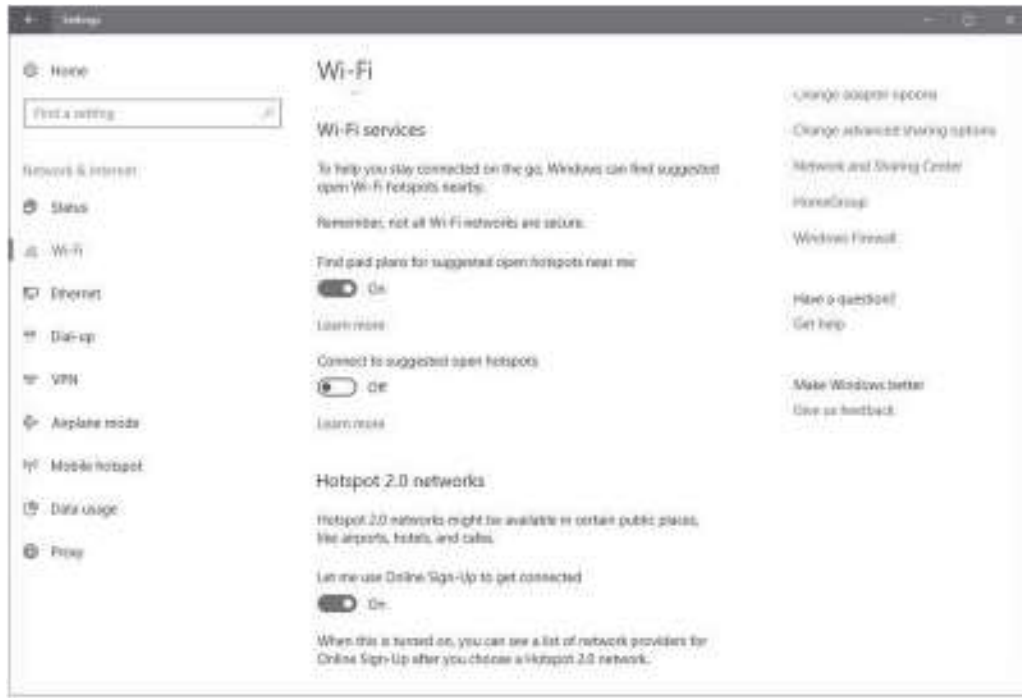 Settings
Home
Find a setting
Network & Internet
Status
Wi-Fi
Ethernet
Dial-up
VPN
Airplane mode
Mobile hotspot
Data usage
Proxy
Wi-Fi
Wi-Fi services
To help you stay connected on the go, Windows can find suggested
open Wi-Fi hotspots nearby.
Remember, not all Wi-Fi networks are secure.
Find paid plans for suggested open hotspots near me
On
Learn more
Connect to suggested open hotspots
Off
Learn more
Hotspot 2.0 networks
Hotspot 2.0 networks might be available in certain public places,
like airports, hotels, and cafes.
Let me use Online Sign-Up to get connected
On
When this is turned on, you can see a list of network providers for
Online Sign-Up after you choose a Hotspot 2.0 network.
Change adapter options
Change advanced sharing options
Network and Sharing Center
HomeGroup
Windows Firewall
Have a question?
Get help
Make Windows better
Give us feedback